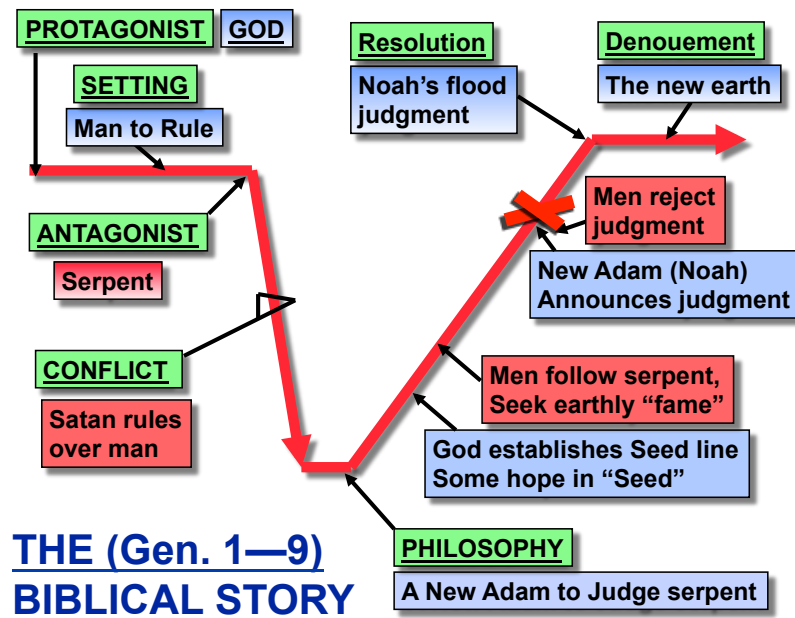 PROTAGONIST
GOD
SETTING
Man to Rule
ANTAGONIST
Serpent
CONFLICT
Satan rules
over man
Resolution
Noah’s flood
judgment
Denouement
The new earth
Men reject
judgment
New Adam (Noah)
Announces judgment
Men follow serpent,
Seek earthly “fame”
God establishes Seed line
Some hope in “Seed”
PHILOSOPHY
A New Adam to Judge serpent
THE (Gen. 1—9)
BIBLICAL STORY